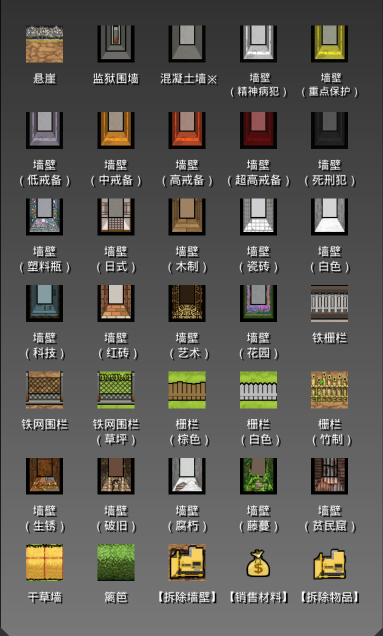 悬崖 监狱围墙 混凝土墙※ 墙壁 墙壁
（精神病犯） （重点保护）
墙壁 墙壁 墙壁 墙壁 墙壁
（低戒备） （中戒备） （高戒备） （超高戒备） （死刑犯）
墙壁 墙壁 墙壁 墙壁 墙壁
（塑料瓶） （日式） （木制） （瓷砖） （白色）
墙壁 墙壁 墙壁 墙壁 铁栅栏
（科技） （红砖） （艺术） （花园）
铁网围栏 铁网围栏 栅栏 栅栏 栅栏
（草坪） （棕色） （白色） （竹制）
墙壁 墙壁 墙壁 墙壁 墙壁
（生锈） （破旧） （腐朽） （藤蔓） （贫民窟）
干草墙 篱笆 【拆除墙壁】 【销售材料】 【拆除物品】